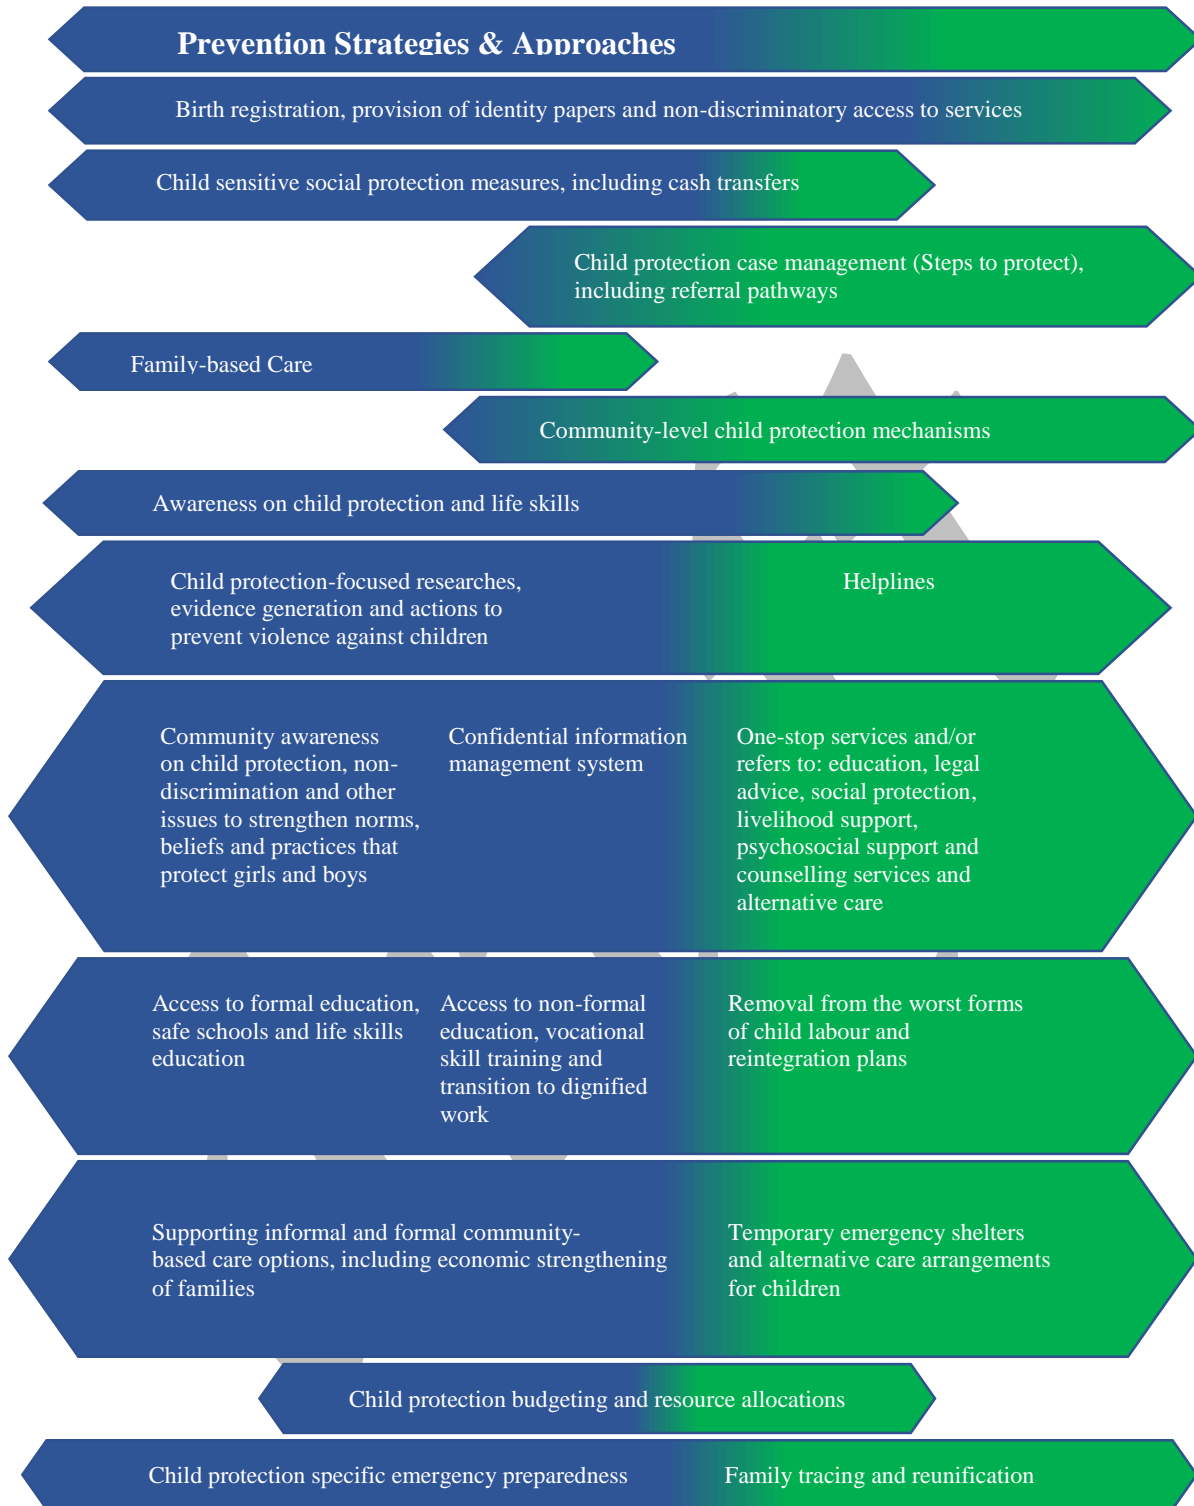 Prevention Strategies & Approaches
Birth registration, provision of identity papers and non-discriminatory access to services
Child sensitive social protection measures, including cash transfers
Child protection case management (Steps to protect),
including referral pathways
Family-based Care
Community-level child protection mechanisms
Awareness on child protection and life skills
Child protection-focused researches,
evidence generation and actions to
prevent violence against children
Helplines
Community awareness
on child protection, non-
discrimination and other
issues to strengthen norms,
beliefs and practices that
protect girls and boys
Confidential information
management system
One-stop services and/or
refers to: education, legal
advice, social protection,
livelihood support,
psychosocial support and
counselling services and
alternative care
Access to formal education,
safe schools and life skills
education
Access to non-formal
education, vocational
skill training and
transition to dignified
work
Removal from the worst forms
of child labour and
reintegration plans
Supporting informal and formal community-
based care options, including economic strengthening
of families
Temporary emergency shelters
and alternative care arrangements
for children
Child protection budgeting and resource allocations
Child protection specific emergency preparedness
Family tracing and reunification